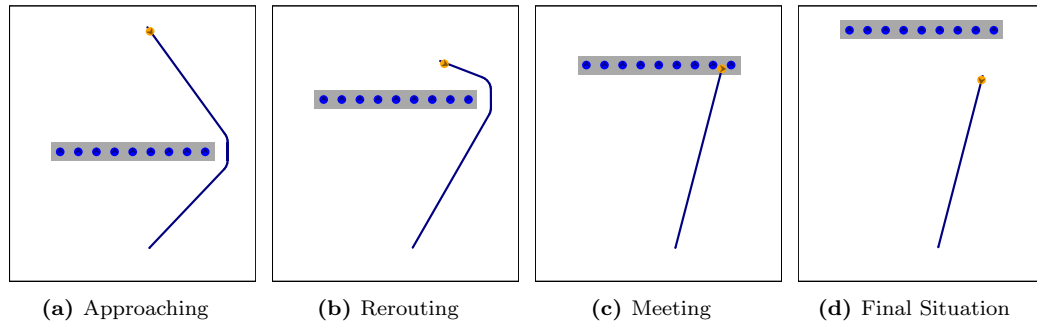 (a) Approaching
(b) Rerouting
(c) Meeting
(d) Final Situation